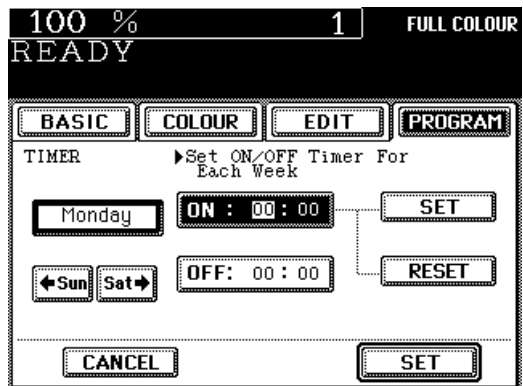 100 % 1 FULL COLOUR
READY
BASIC COLOUR EDIT PROGRAM
TIMER ▶Set ON/OFF Timer For
Each Week
Monday ON : 00 : 00 SET
←Sun Sat→ OFF: 00 : 00 RESET
CANCEL SET